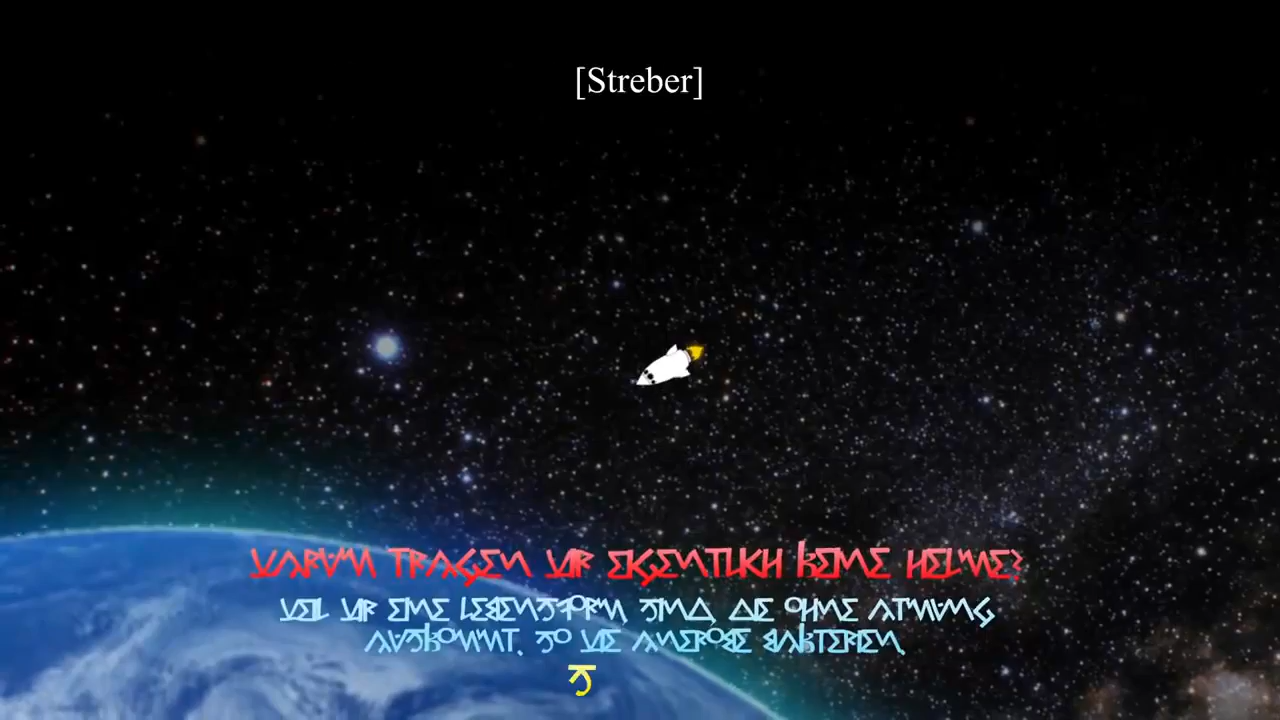 [Streber]
WARUM TRAGEN WIR EIGENTLICH KEINE HELME?
WEIL WIR EINE LEBENSFORM SIND, DIE OHNE ATMUNG
AUSKOMMT. SO WIE ANEROBE BAKTERIEN.